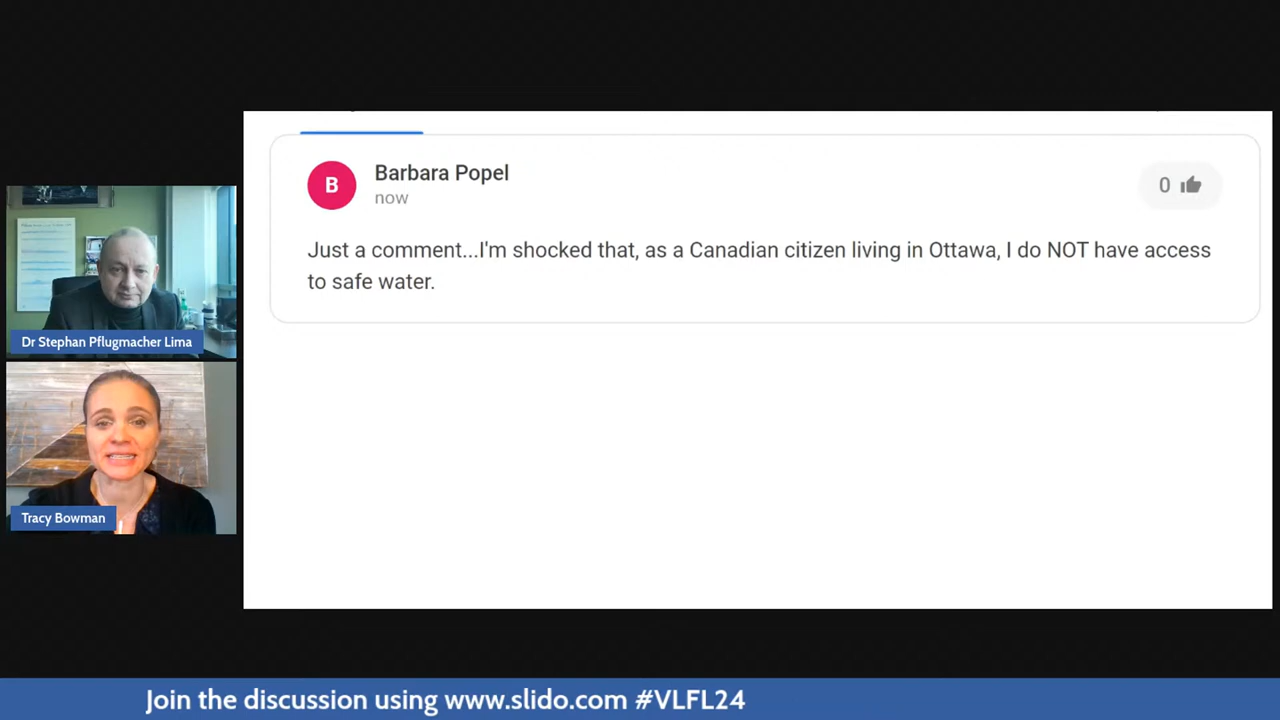 B
Barbara Popel
now
0
Just a comment...I'm shocked that, as a Canadian citizen living in Ottawa, I do NOT have access
to safe water.
Dr Stephan Pflugmacher Lima
Tracy Bowman
Join the discussion using www.slido.com #VLFL24